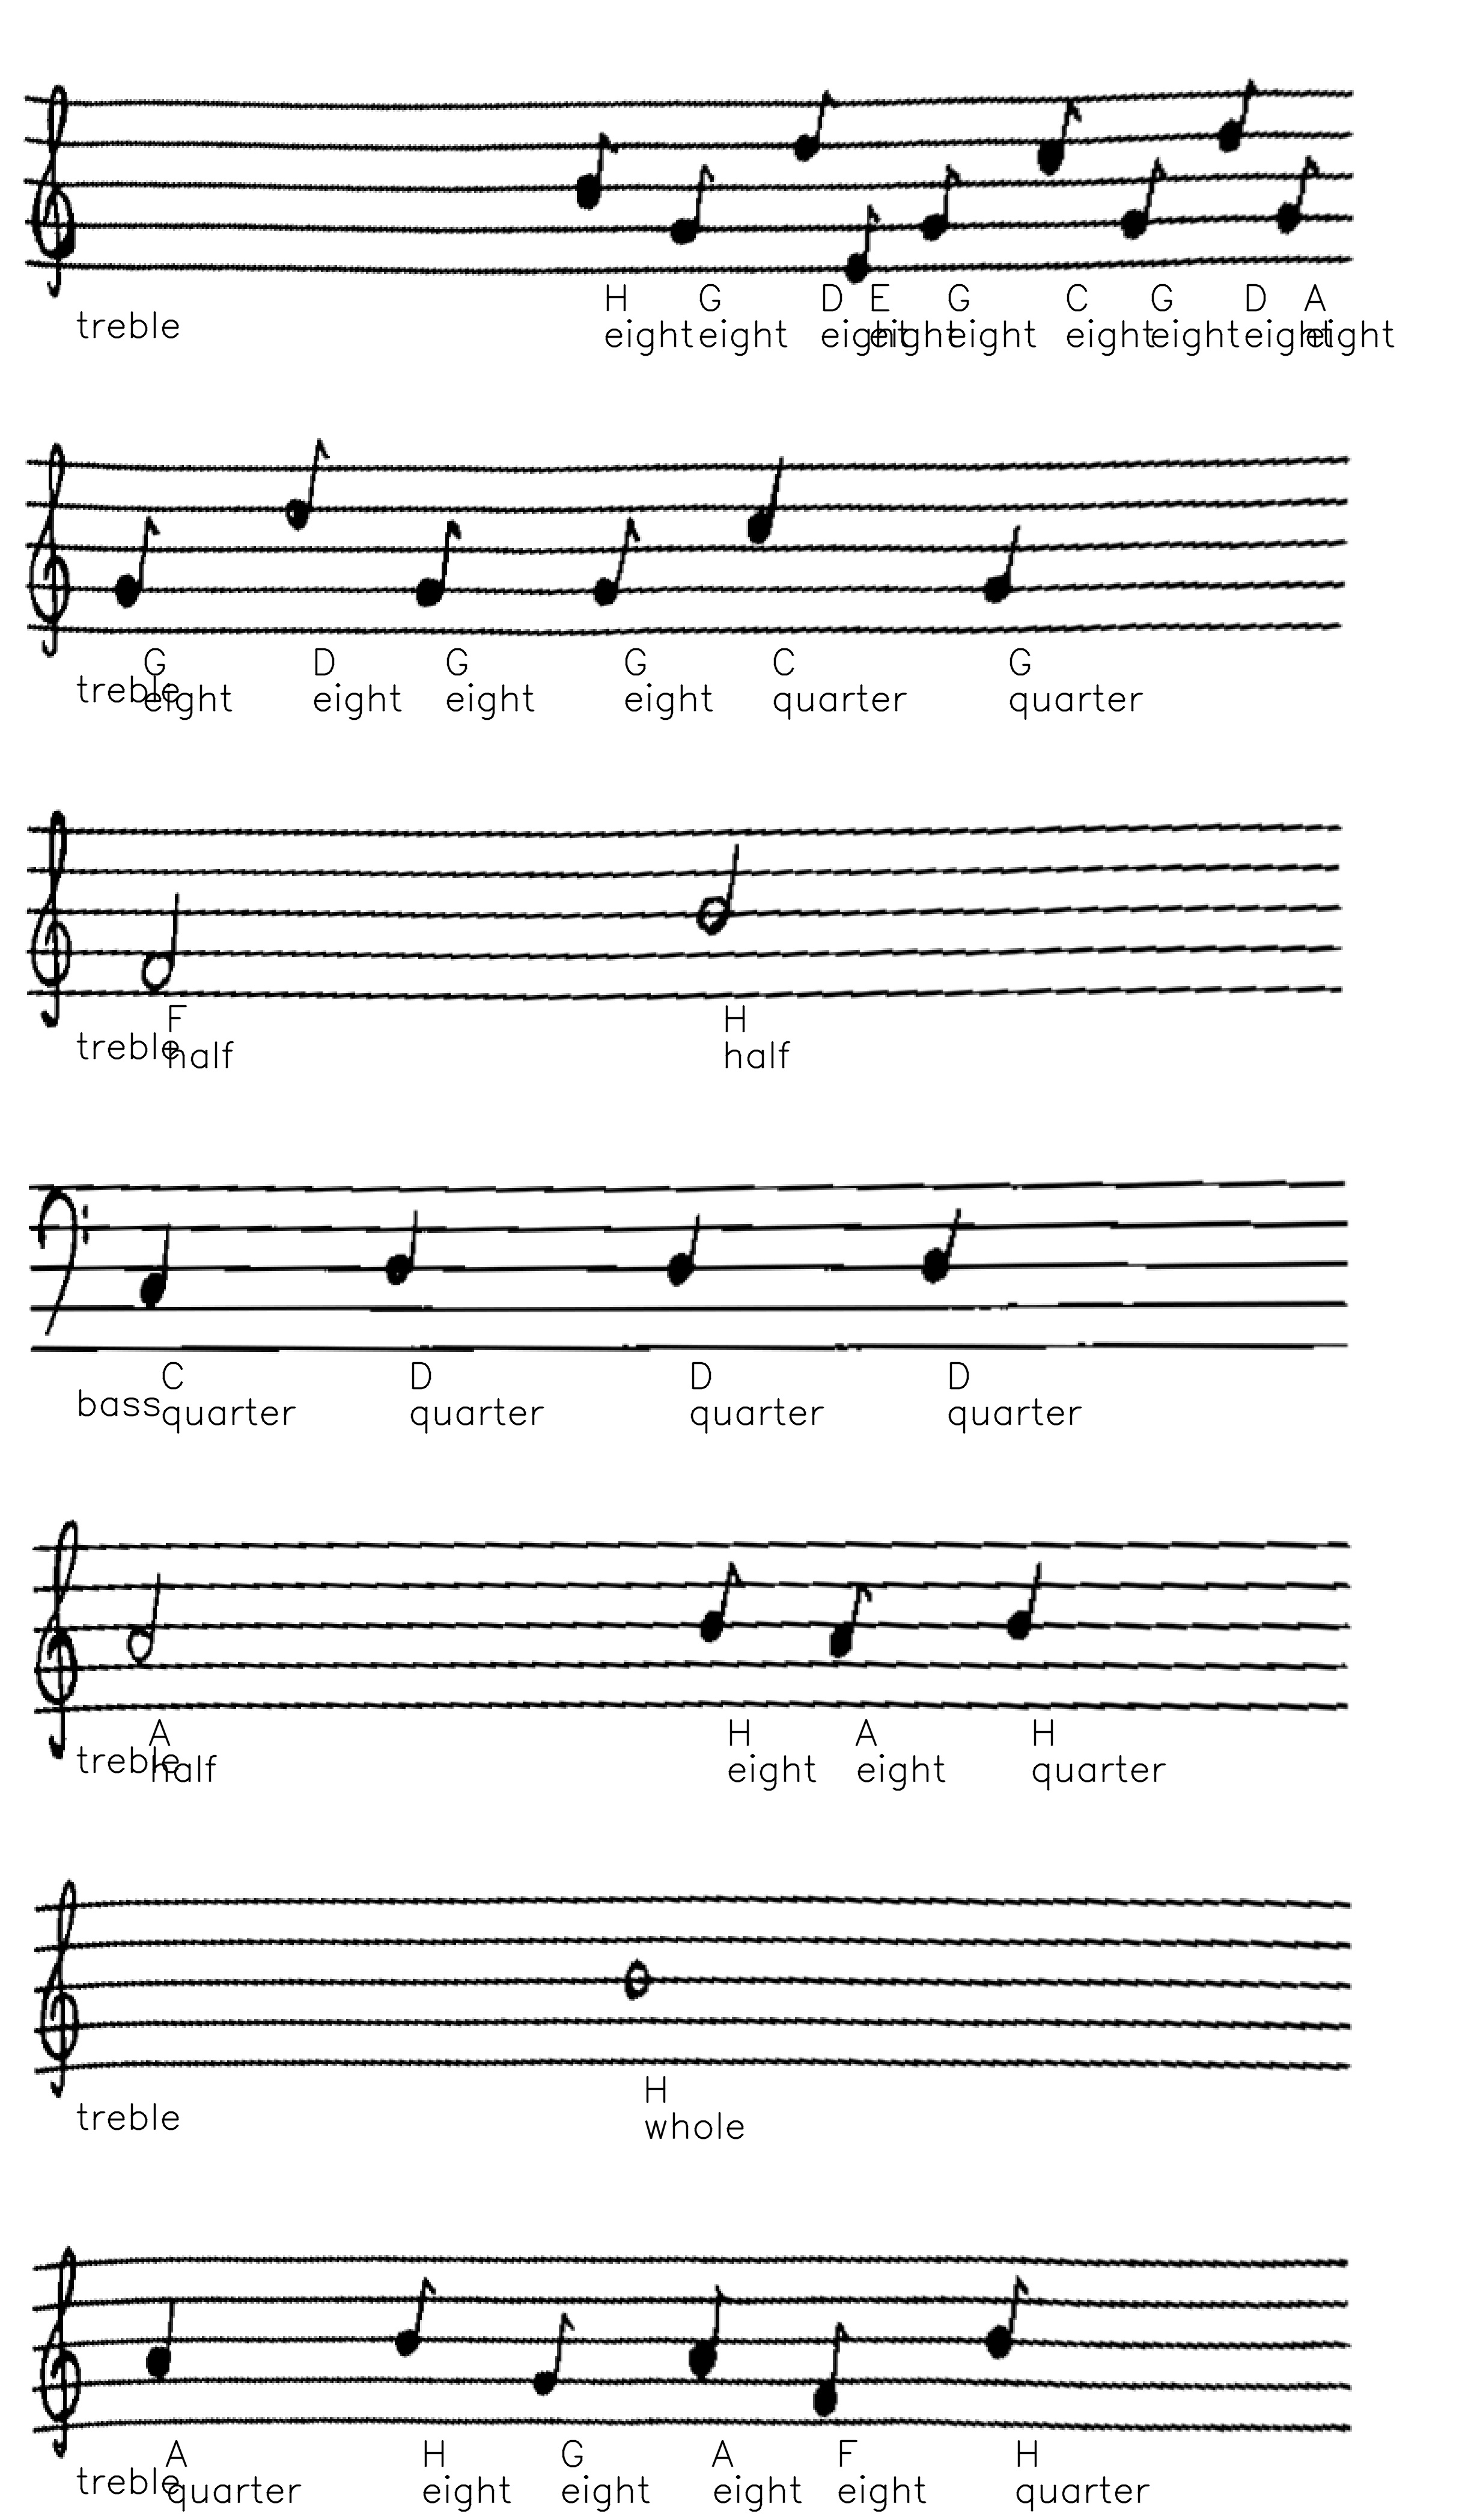 H G D E G C G D A
treble eight eight eight eight eight eight eight eight eight
G D G G C G
treble eight eight eight eight quarter quarter
F H
treble half half
C D D D
bass quarter quarter quarter quarter
A H A H
treble half eight eight quarter
H
treble whole
A H G A F H
treble quarter eight eight eight eight quarter